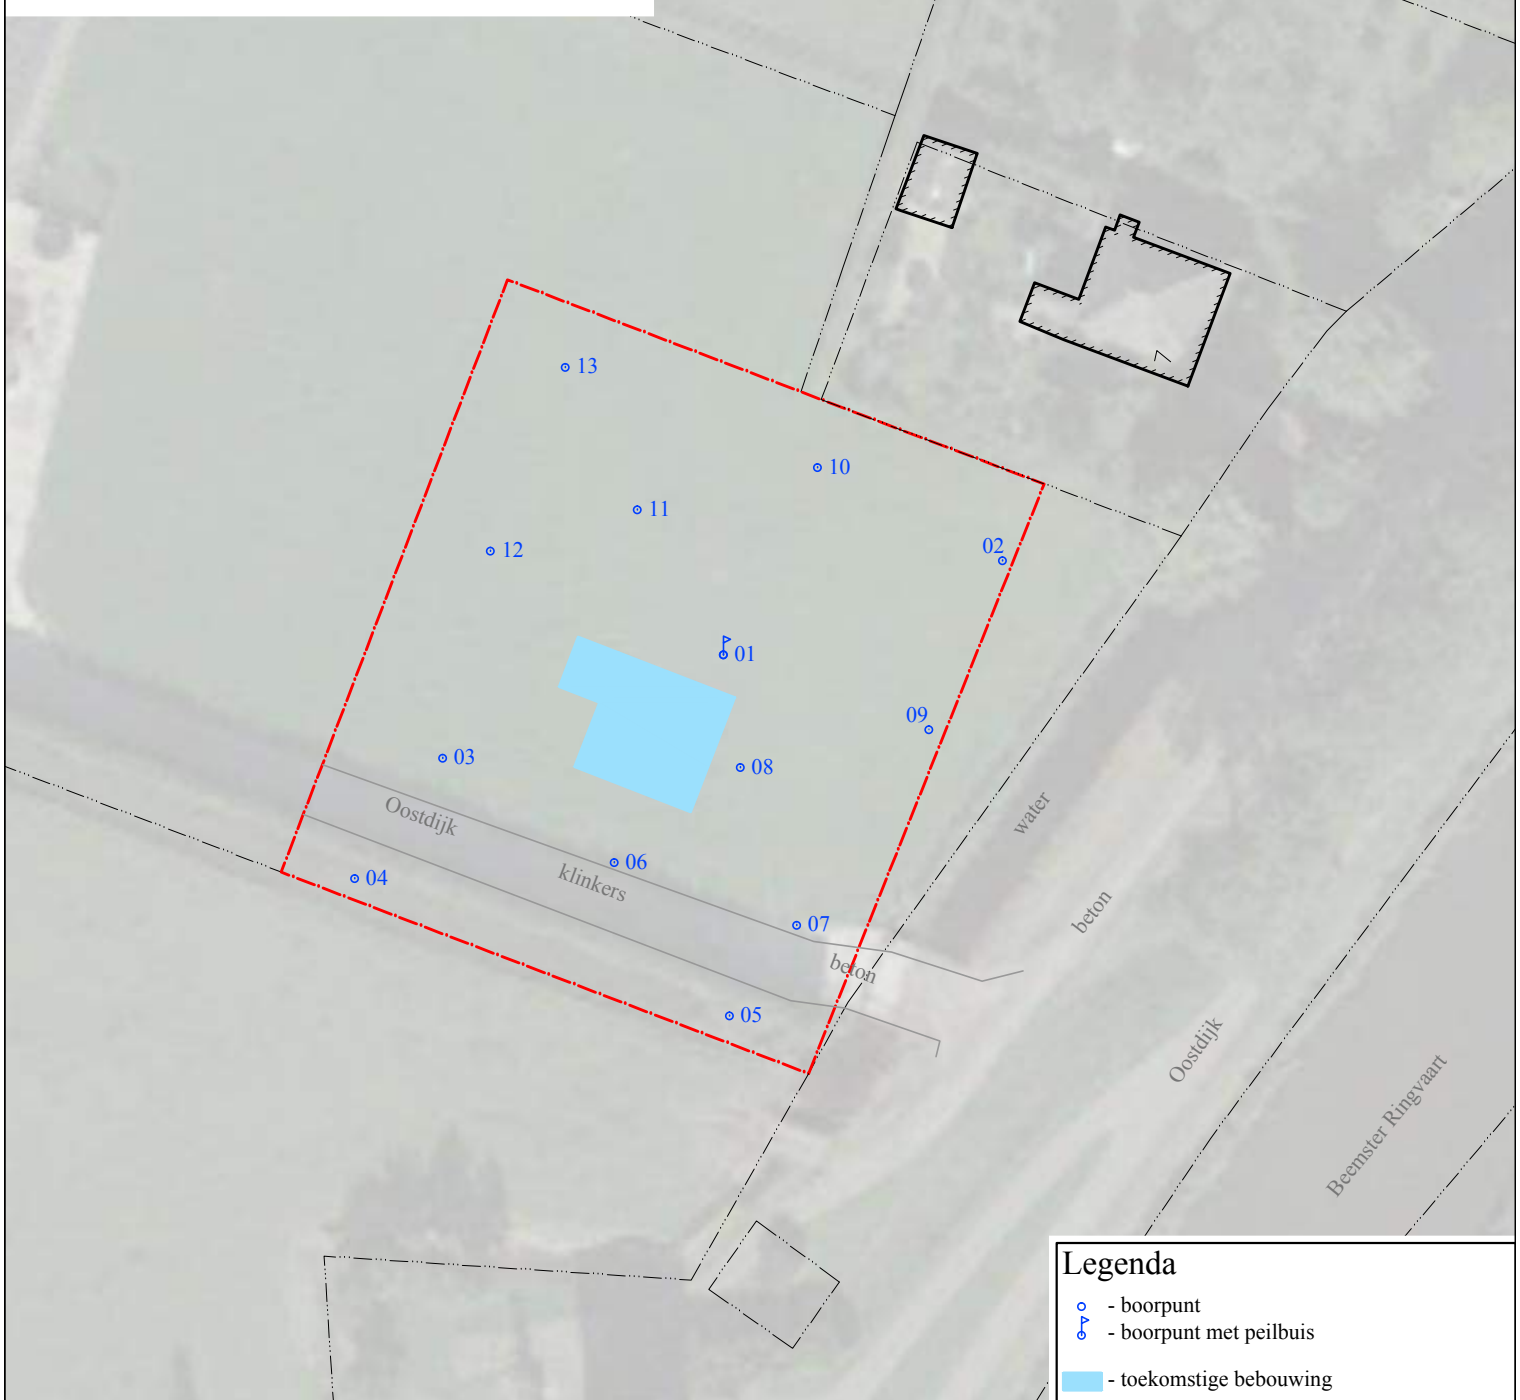 7
13
10
11
12
02
01
09
03
08
Oostdijk
water
06
04
klinkers
beton
07
beton
05
Oostdijk
Beemster Ringvaart
Legenda
- boorpunt
- boorpunt met peilbuis
- toekomstige bebouwing